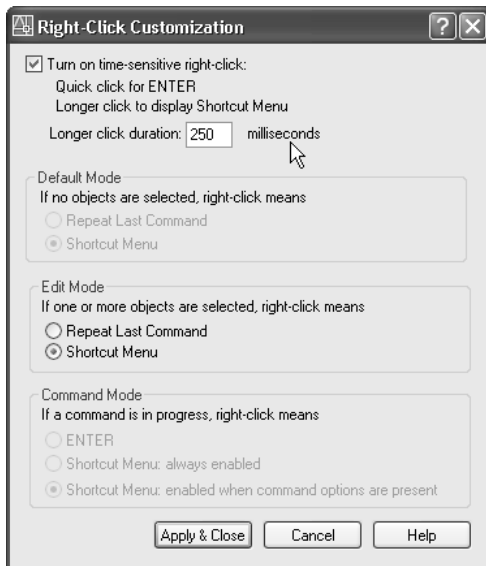 Right-Click Customization
Turn on time-sensitive right-click:
Quick click for ENTER
Longer click to display Shortcut Menu
Longer click duration: 250 milliseconds
Default Mode
If no objects are selected, right-click means
Repeat Last Command
Shortcut Menu
Edit Mode
If one or more objects are selected, right-click means
Repeat Last Command
Shortcut Menu
Command Mode
If a command is in progress, right-click means
ENTER
Shortcut Menu: always enabled
Shortcut Menu: enabled when command options are present
Apply & Close Cancel Help